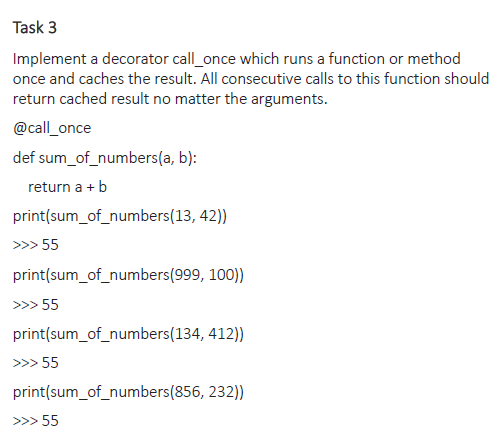 Task 3
Implement a decorator call_once which runs a function or method
once and caches the result. All consecutive calls to this function should
return cached result no matter the arguments.
@call_once
def sum_of_numbers(a, b):
return a + b
print(sum_of_numbers(13, 42))
>>> 55
print(sum_of_numbers(999, 100))
>>> 55
print(sum_of_numbers(134, 412))
>>> 55
print(sum_of_numbers(856, 232))
>>> 55